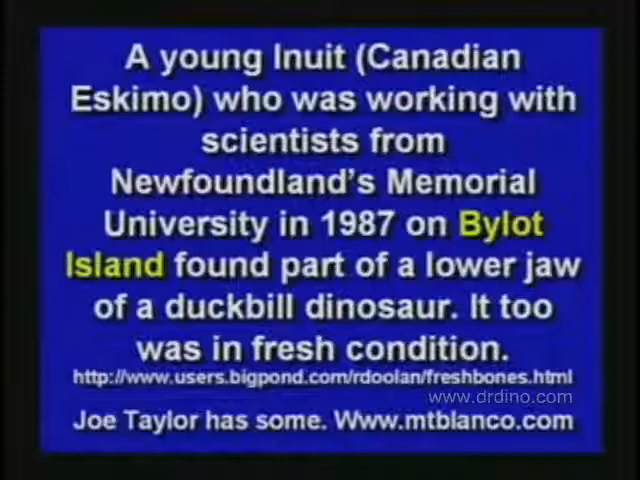 A young Inuit (Canadian
Eskimo) who was working with
scientists from
Newfoundland's Memorial
University in 1987 on Bylot
Island found part of a lower jaw
of a duckbill dinosaur. It too
was in fresh condition.
http://www.users.bigpond.com/rdoolan/freshbones.html
www.drdino.com
Joe Taylor has some. Www.mtblanco.com